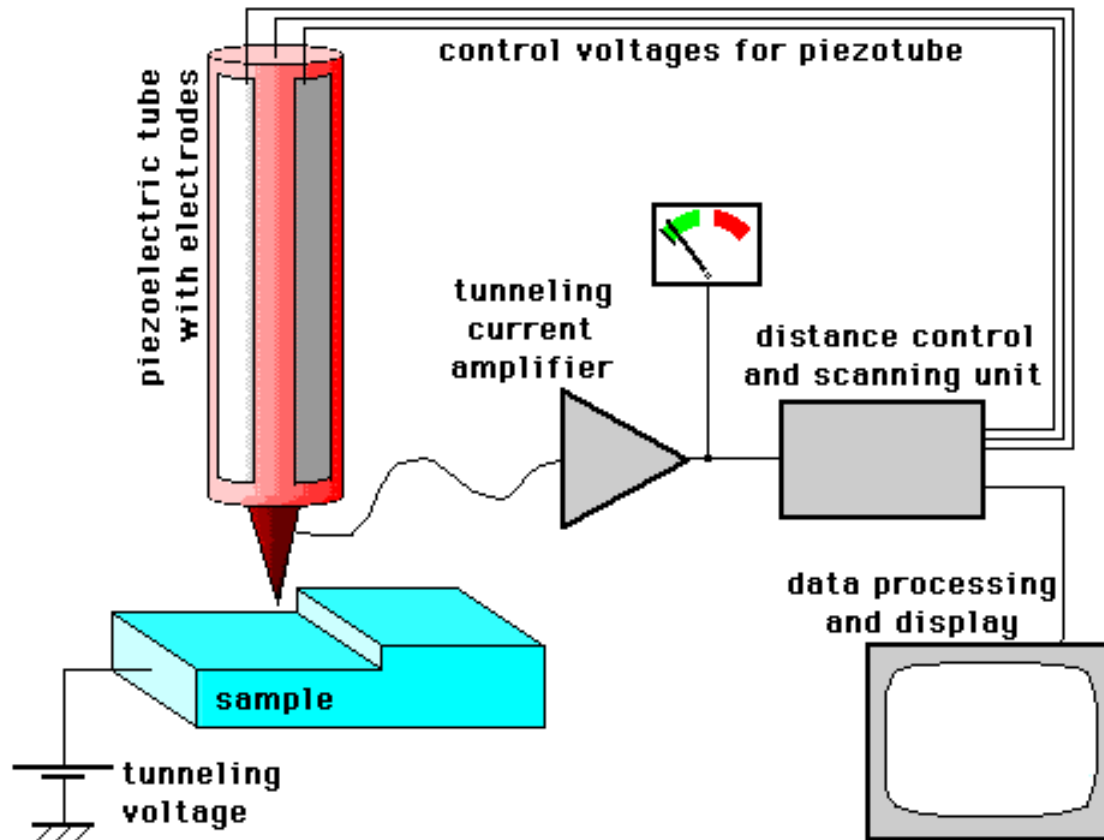 control voltages for piezotube
piezoelectric tube
with electrodes
tunneling
current
amplifier
distance control
and scanning unit
data processing
and display
sample
tunneling
voltage